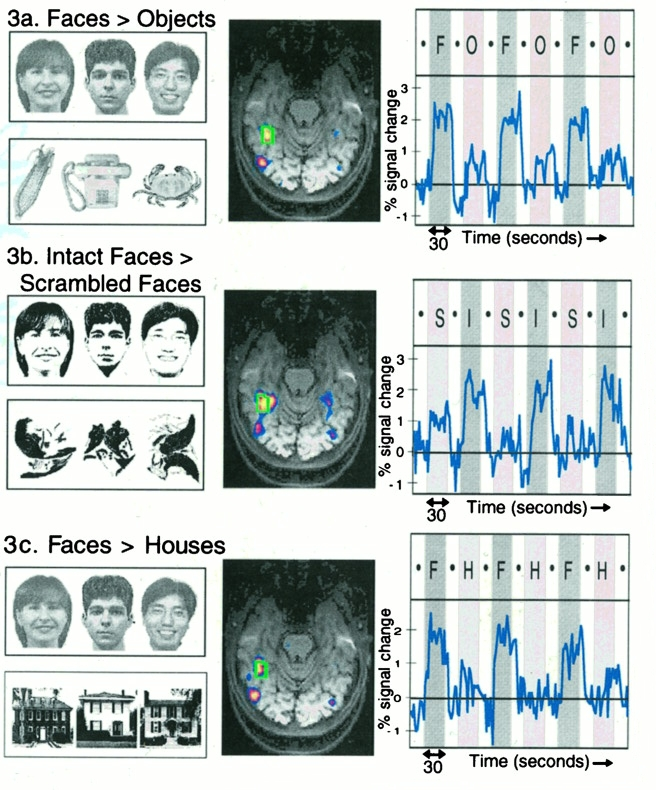 3a. Faces > Objects
• F • O • F • O • F • O •
% signal change
3
2
1
0
-1
30
Time (seconds) →
3b. Intact Faces >
Scrambled Faces
• S • I • S • I • S • I •
% signal change
3
2
1
0
-1
30
Time (seconds) →
3c. Faces > Houses
• F • H • F • H • F • H •
% signal change
2
1
0
1
30
Time (seconds) →